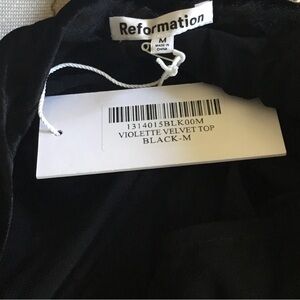 Reformation
M
MADE IN
CHINA
1314015BLK00M
VIOLETTE VELVET TOP
BLACK-M